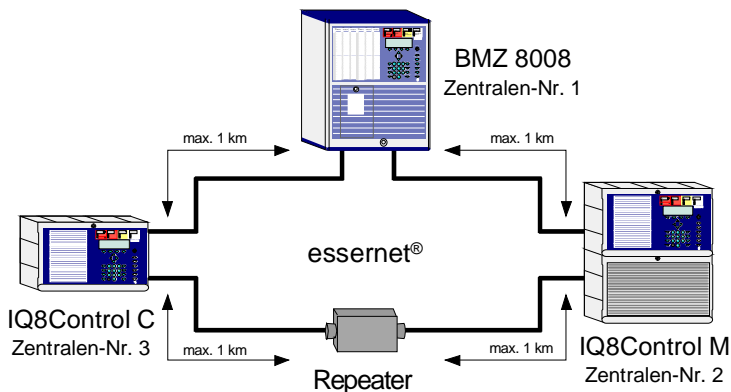 BMZ 8008
Zentralen-Nr. 1
max. 1 km
max. 1 km
essernet®
IQ8Control C
Zentralen-Nr. 3
max. 1 km
max. 1 km
IQ8Control M
Zentralen-Nr. 2
Repeater